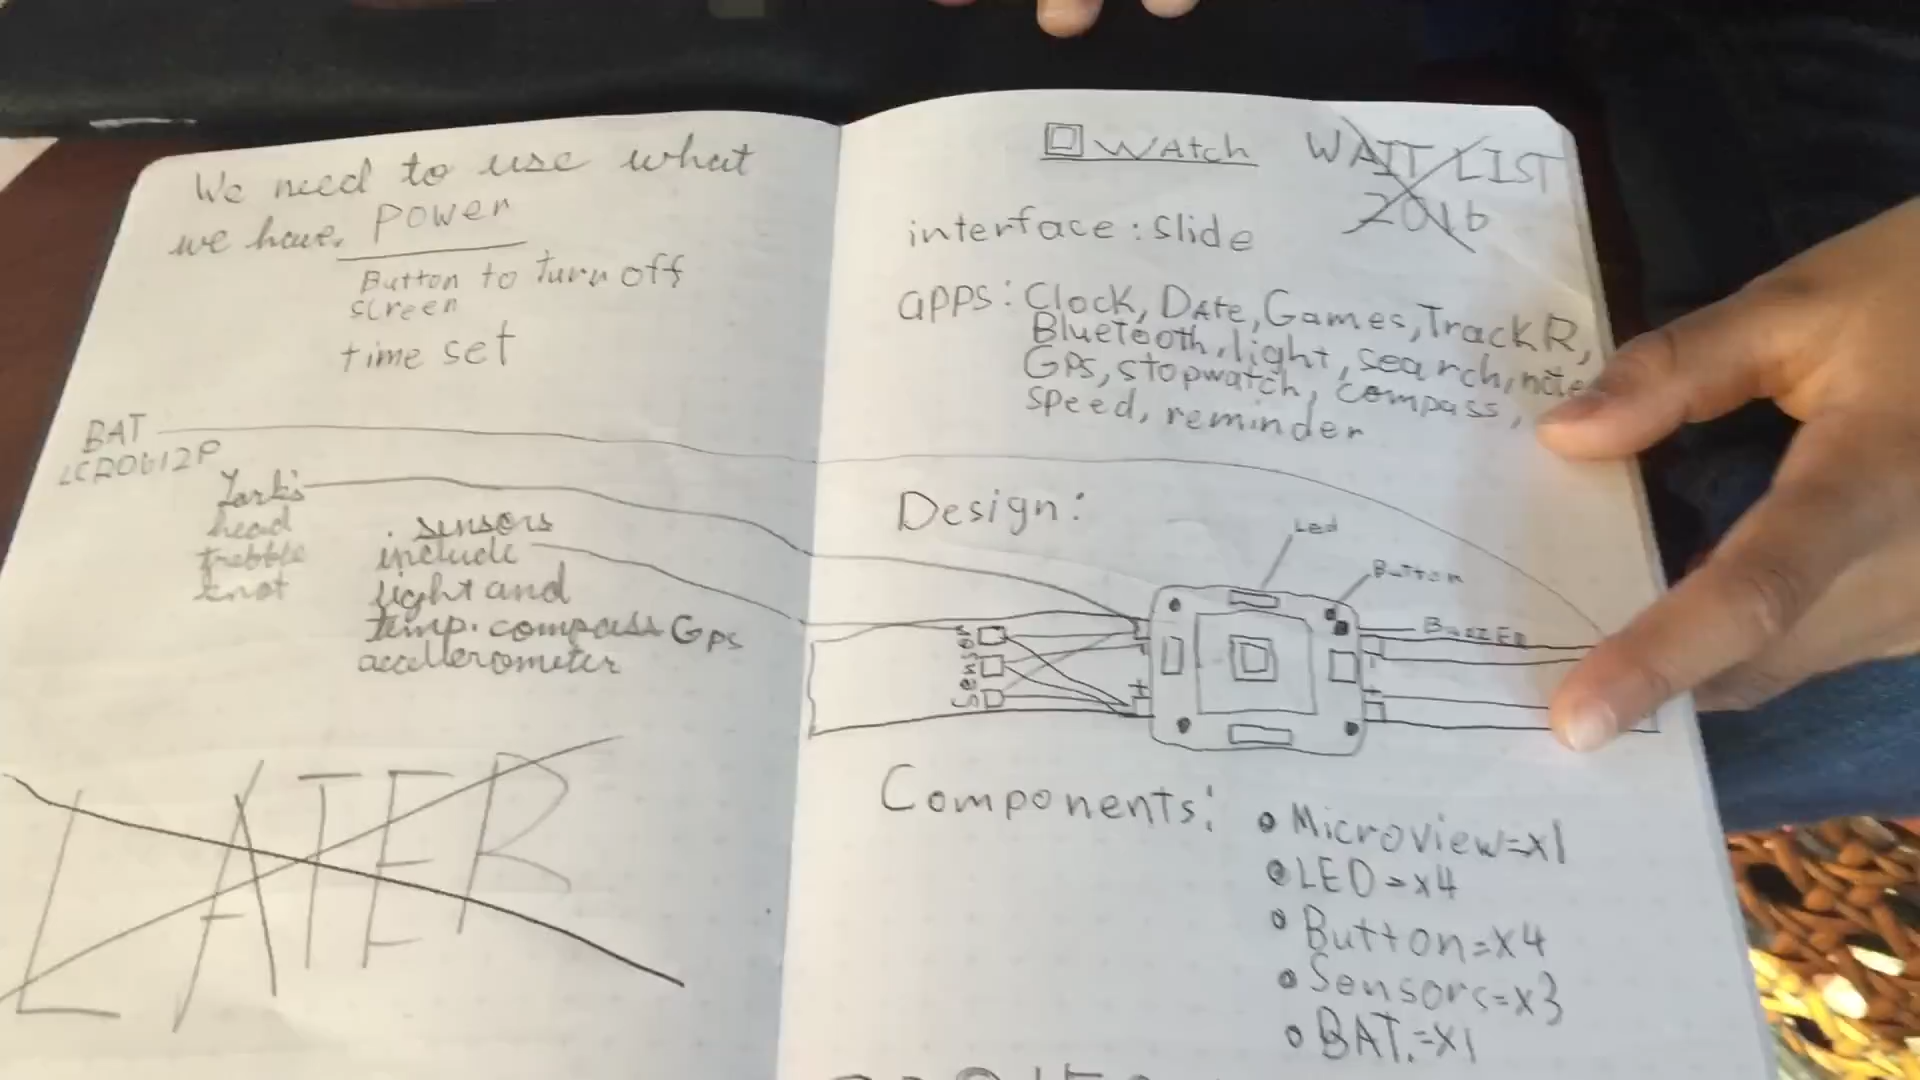 We need to use what
we have. Power
Button to turn off
screen
time set
BAT
LCR0612P
head
trebble
knot
sensors
include
light and
temp. compass Gps
accellerometer
LATER
Watch
WAIT LIST
2016
interface: slide
apps: Clock, Date, Games, TrackR,
Bluetooth, light, search, note
GPS, stopwatch, compass,
speed, reminder
Design:
Led
Button
Buzzer
Sensor
Components:
• Microview=x1
• LED=x4
• Button=x4
• Sensors=x3
• BAT.=x1